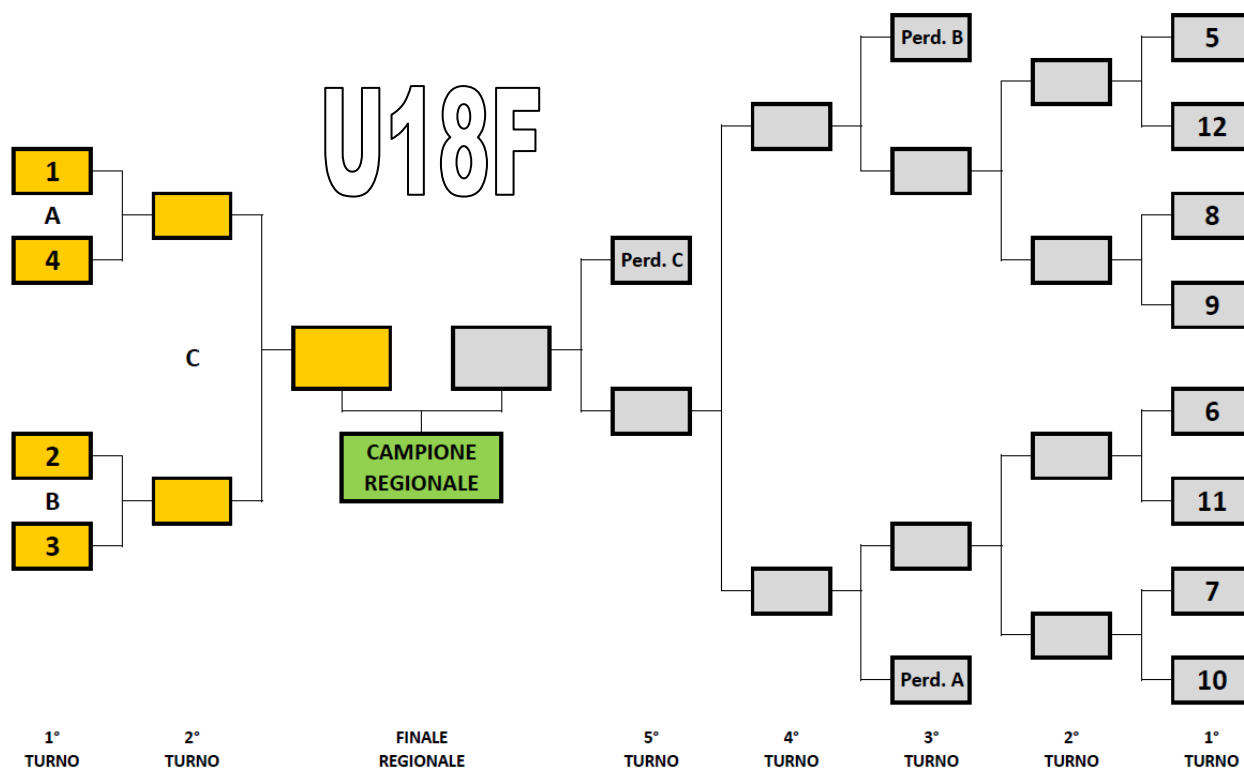 U18F
Perd. B
5
12
1
A
4
8
Perd. C
9
C
6
CAMPIONE
REGIONALE
2
B
3
11
7
Perd. A
10
1° 2° FINALE 5° 4° 3° 2° 1°
TURNO TURNO REGIONALE TURNO TURNO TURNO TURNO TURNO